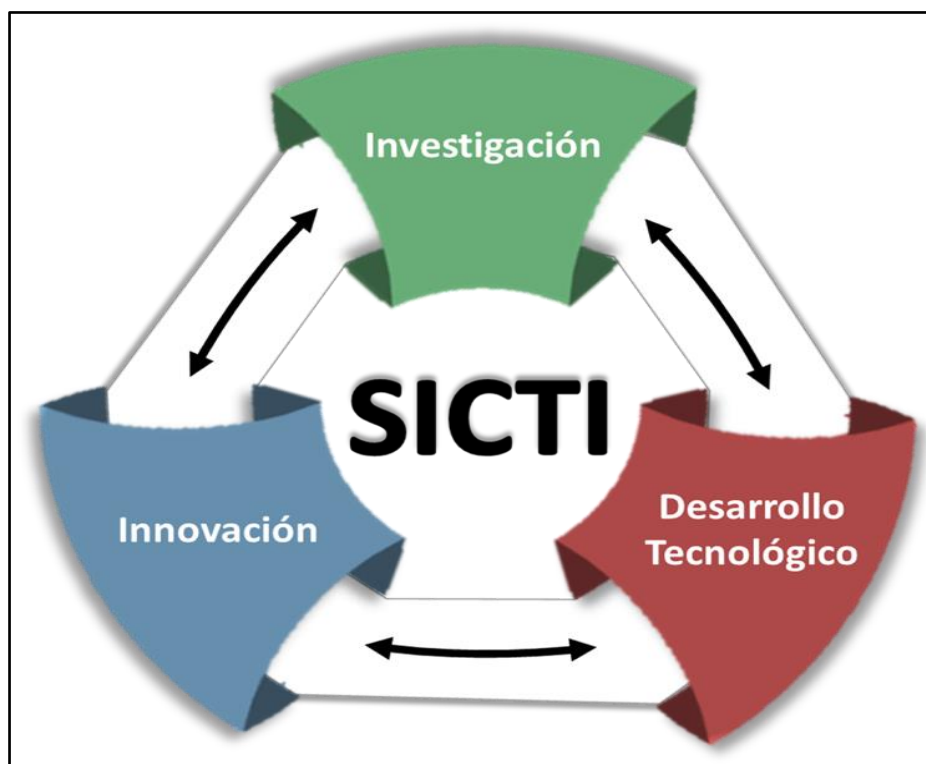 Investigación
SICTI
Innovación
Desarrollo
Tecnológico